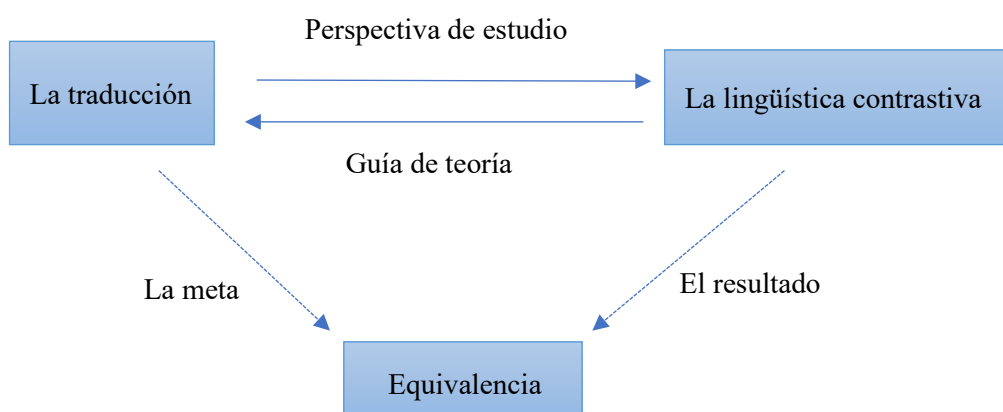 Perspectiva de estudio
La traducción
La lingüística contrastiva
Guía de teoría
La meta
El resultado
Equivalencia